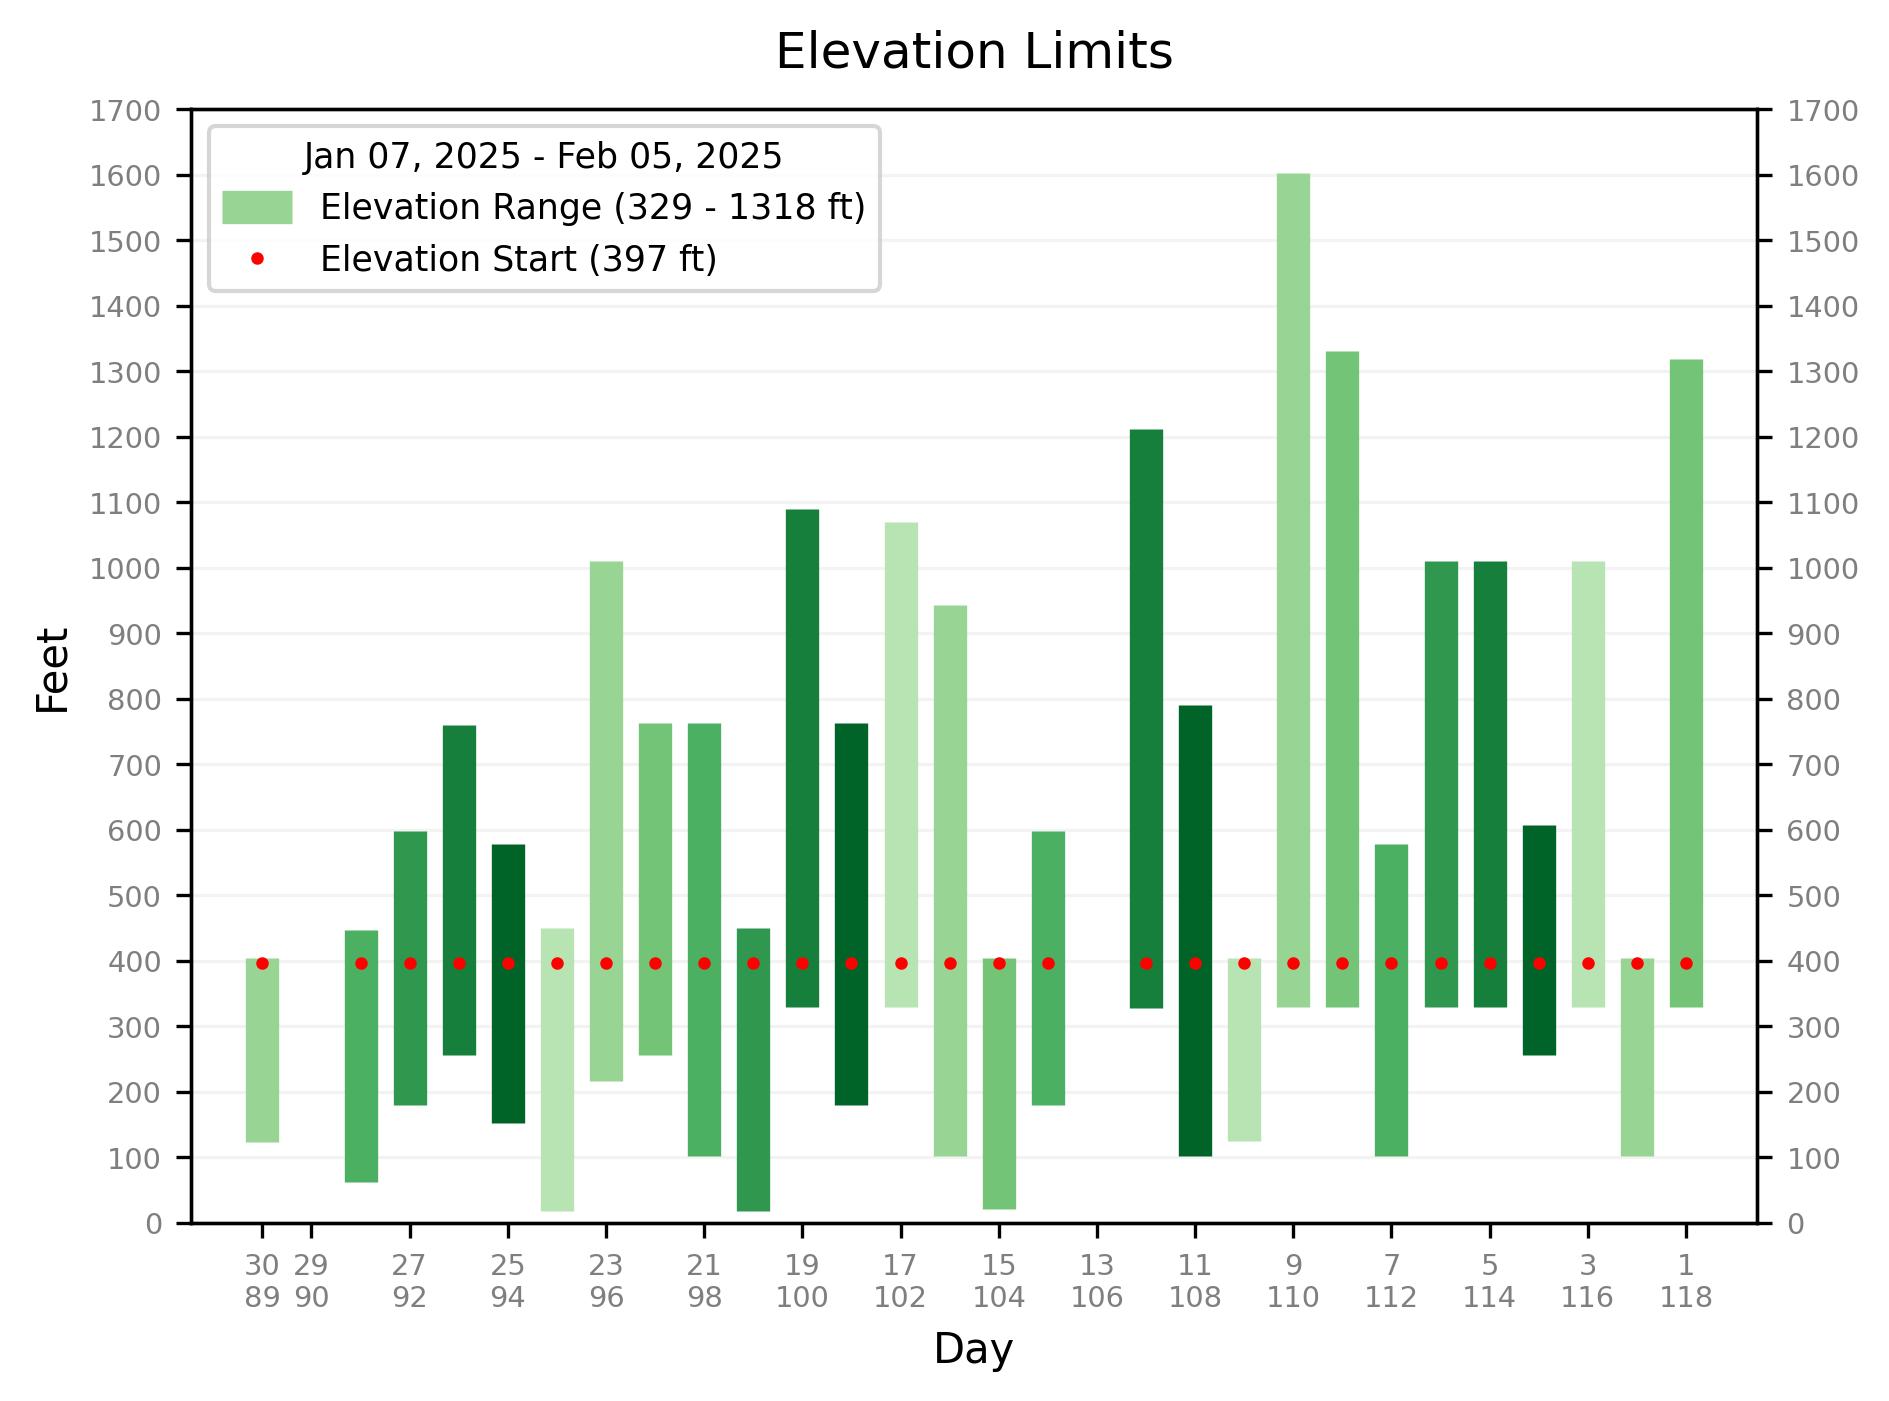 Elevation Limits
1700 1700
Jan 07, 2025 - Feb 05, 2025
1600 1600
Elevation Range (329 - 1318 ft)
1500 1500
Elevation Start (397 ft)
1400 1400
1300 1300
1200 1200
1100 1100
1000 1000
900 900
800 800
700 700
Feet
600 600
500 500
400 400
300 300
200 200
100 100
0 0
30 29 27 25 23 21 19 17 15 13 11 9 7 5 3 1
89 90 92 94 96 98 100 102 104 106 108 110 112 114 116 118
Day